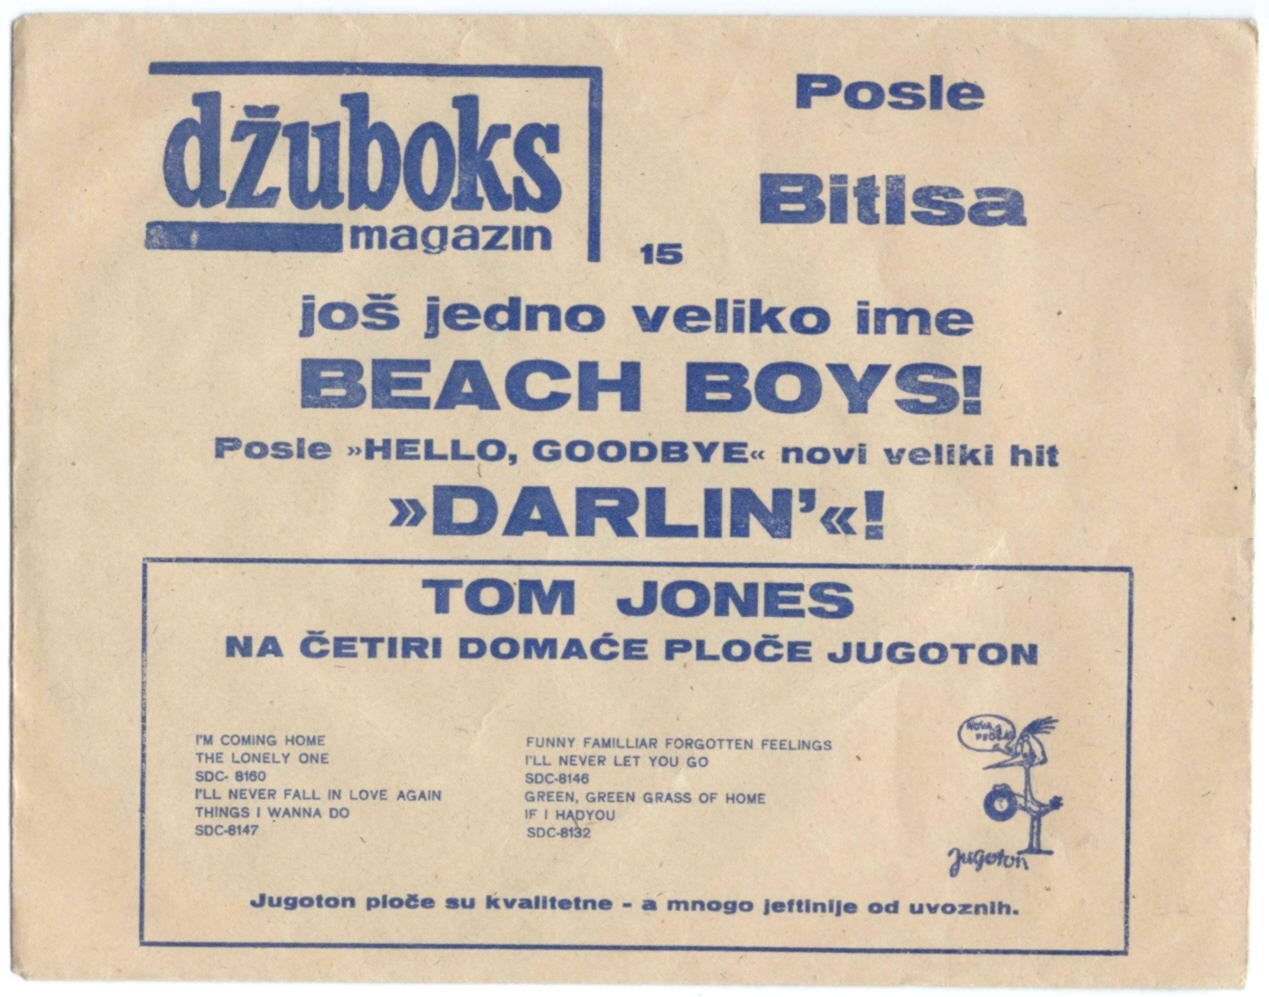 džuboks
magazin
15
Posle
Bitlsa
još jedno veliko ime
BEACH BOYS!
Posle »HELLO, GOODBYE« novi veliki hit
»DARLIN'«!
TOM JONES
NA ČETIRI DOMAĆE PLOČE JUGOTON
I'M COMING HOME
THE LONELY ONE
SDC- 8160
I'LL NEVER FALL IN LOVE AGAIN
THINGS I WANNA DO
SDC-8147
FUNNY FAMILLIAR FORGOTTEN FEELINGS
I'LL NEVER LET YOU GO
SDC-8146
GREEN, GREEN GRASS OF HOME
IF I HADYOU
SDC-8132
NOVA
PLOČA
Jugoton
Jugoton ploče su kvalitetne - a mnogo jeftinije od uvoznih.